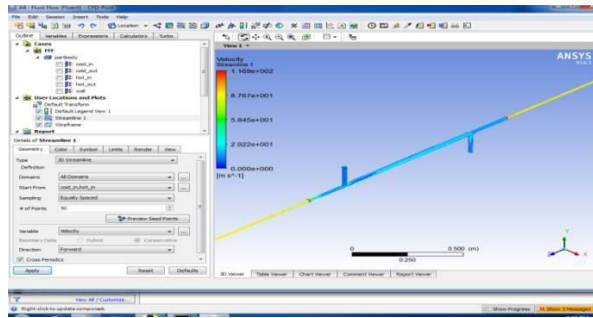 A8 : Fluid Flow (Fluent) - CFD-Post
File Edit Session Insert Tools Help
Location
Outline Variables Expressions Calculators Turbo
Cases
FFF
partbody
cold_in
cold_out
hot_in
hot_out
wall
User Locations and Plots
Default Transform
Default Legend View 1
Streamline 1
Wireframe
Report
Details of Streamline 1
Geometry Color Symbol Limits Render View
Type 3D Streamline
Definition
Domains All Domains
Start From cold_in,hot_in
Sampling Equally Spaced
# of Points 50
Preview Seed Points
Variable Velocity
Boundary Data Hybrid Conservative
Direction Forward
Cross Periodics
Apply Reset Defaults
View 1
Velocity
Streamline 1
1.169e+002
8.767e+001
5.845e+001
2.922e+001
0.000e+000
[m s^-1]
ANSYS
0 0.500 (m)
0.250
Y
X
Z
3D Viewer Table Viewer Chart Viewer Comment Viewer Report Viewer
View All / Customize...
Right-click to update component.
Show Progress